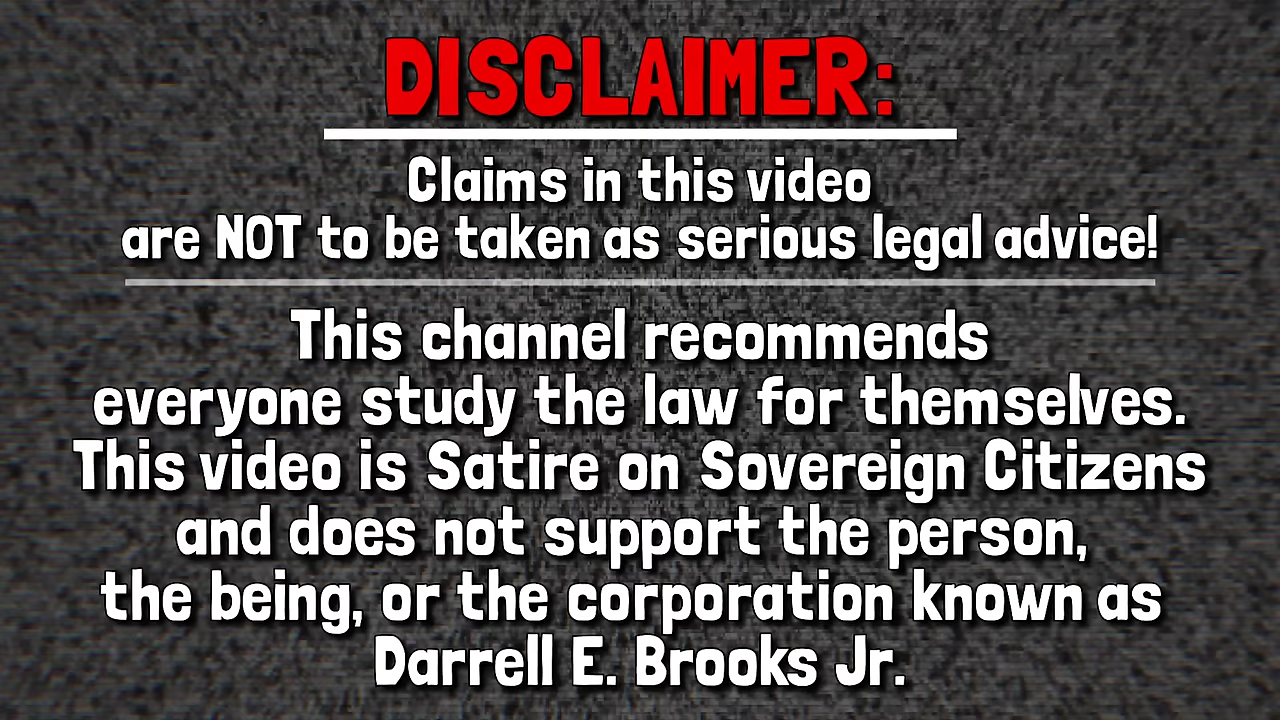 DISCLAIMER:
Claims in this video
are NOT to be taken as serious legal advice!
This channel recommends
everyone study the law for themselves.
This video is Satire on Sovereign Citizens
and does not support the person,
the being, or the corporation known as
Darrell E. Brooks Jr.